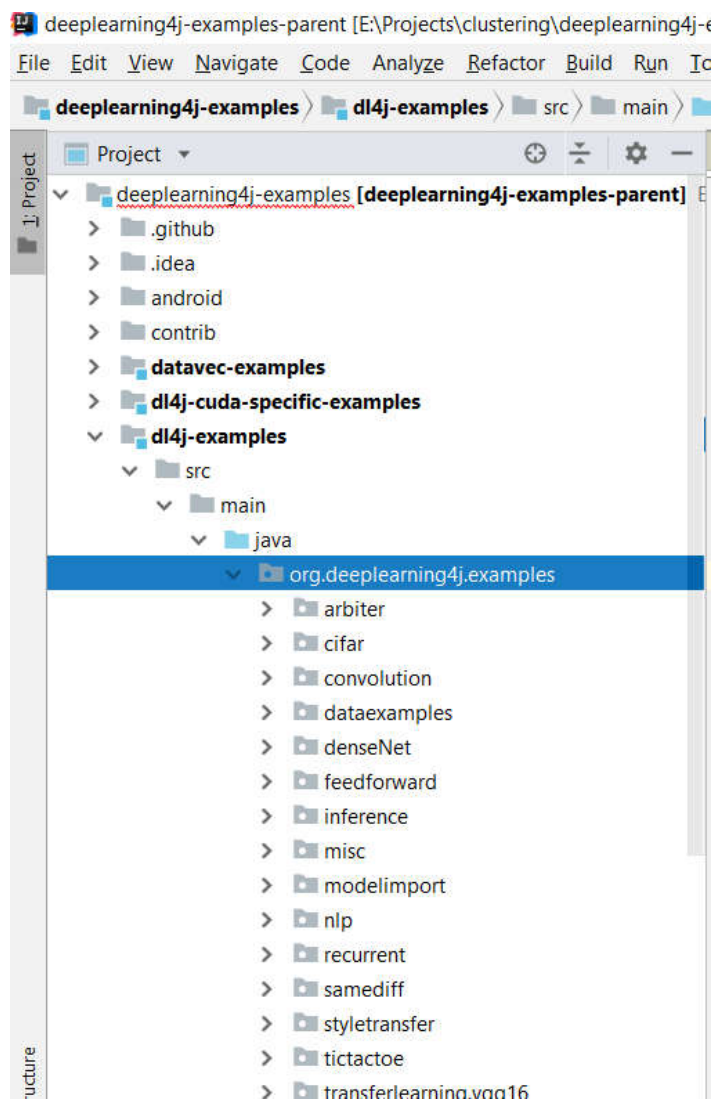 deeplearning4j-examples-parent [E:\Projects\clustering\deeplearning4j-e
File Edit View Navigate Code Analyze Refactor Build Run To
deeplearning4j-examples dl4j-examples src main
1: Project
Project
deeplearning4j-examples [deeplearning4j-examples-parent] E
.github
.idea
android
contrib
datavec-examples
dl4j-cuda-specific-examples
dl4j-examples
src
main
java
org.deeplearning4j.examples
arbiter
cifar
convolution
dataexamples
denseNet
feedforward
inference
misc
modelimport
nlp
recurrent
samediff
styletransfer
tictactoe
transferlearning.vgg16
ructure